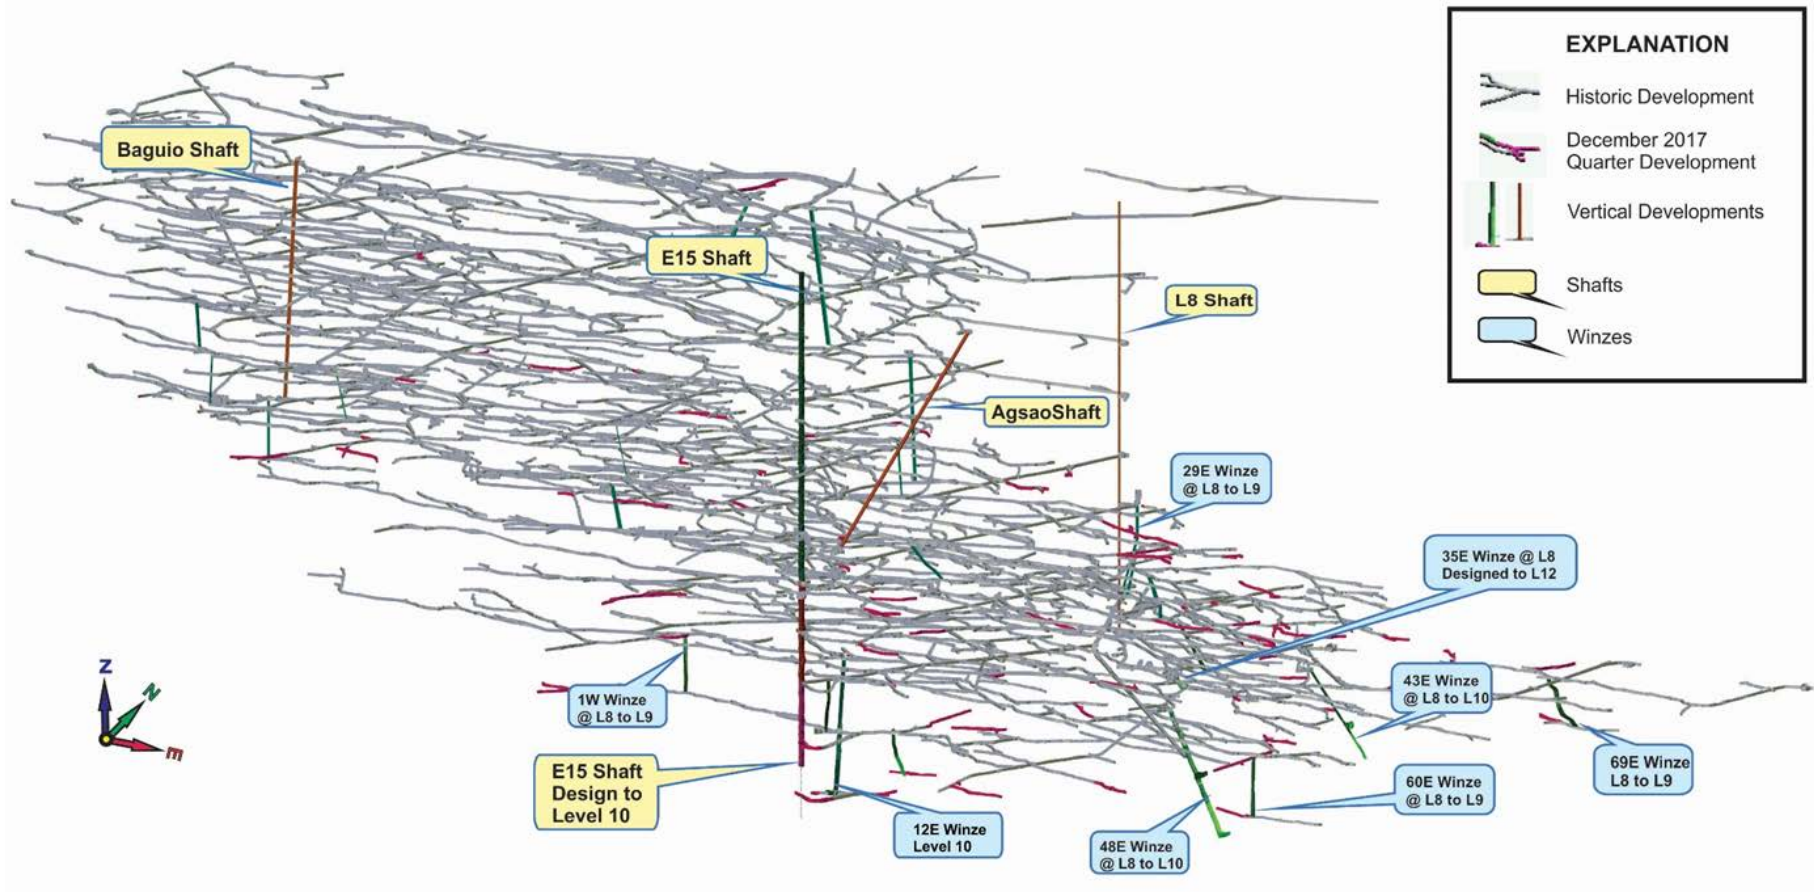 EXPLANATION
Historic Development
December 2017
Quarter Development
Vertical Developments
Shafts
Winzes
Baguio Shaft
E15 Shaft
L8 Shaft
AgsaoShaft
29E Winze
@ L8 to L9
35E Winze @ L8
Designed to L12
43E Winze
@ L8 to L10
1W Winze
@ L8 to L9
69E Winze
L8 to L9
E15 Shaft
Design to
Level 10
60E Winze
@ L8 to L9
12E Winze
Level 10
48E Winze
@ L8 to L10
Z
N
E